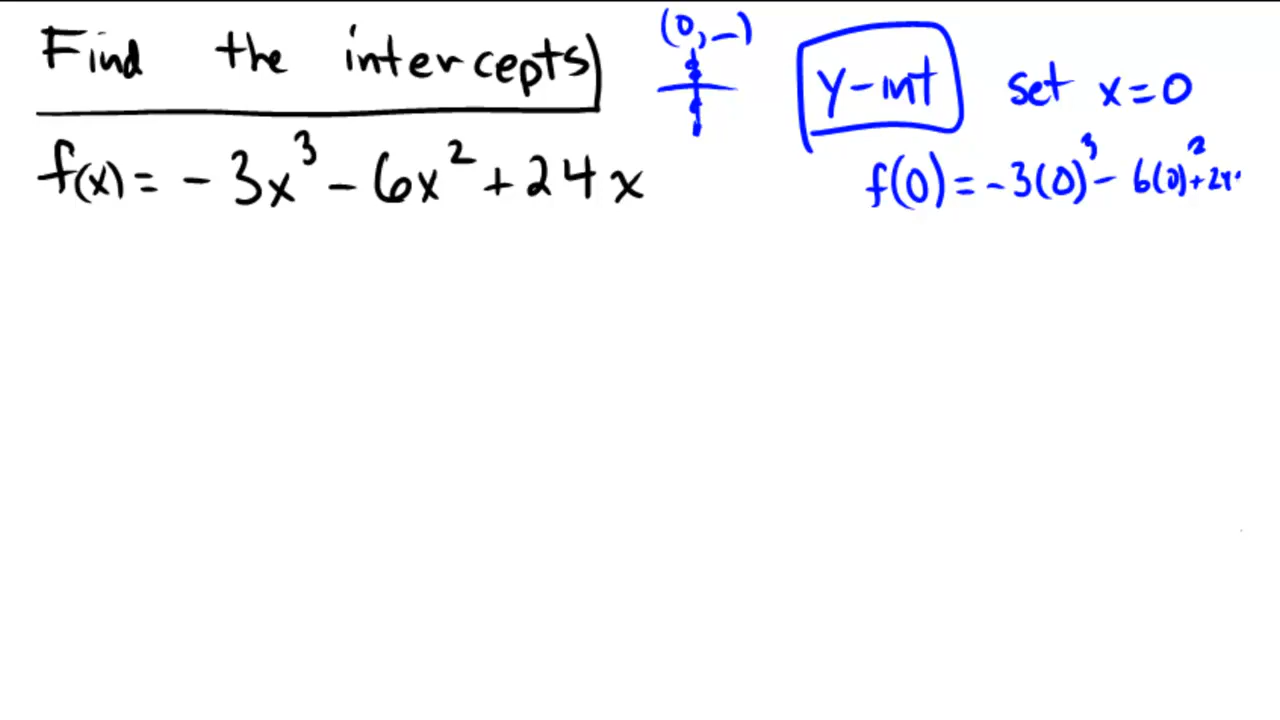 Find the intercepts
f(x) = -3x³ - 6x² + 24x
(0, -)
y-int set x=0
f(0) = -3(0)³ - 6(0)² + 24·